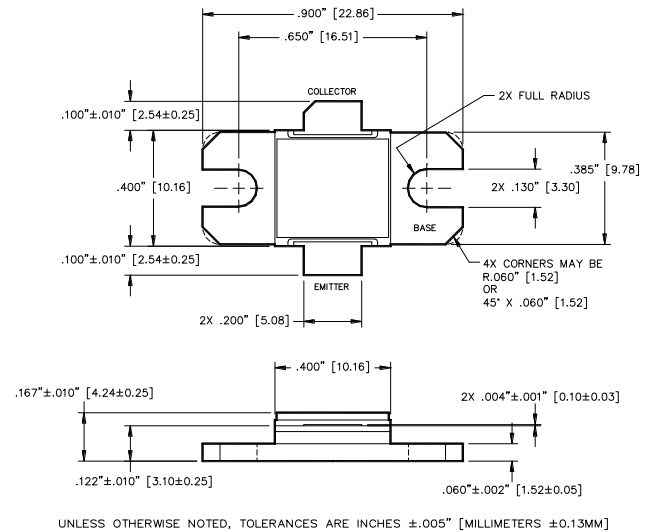 .900" [22.86]
.650" [16.51]
COLLECTOR
2X FULL RADIUS
.100"±.010" [2.54±0.25]
.385" [9.78]
.400" [10.16]
2X .130" [3.30]
BASE
.100"±.010" [2.54±0.25]
4X CORNERS MAY BE
R.060" [1.52]
OR
45° X .060" [1.52]
EMITTER
2X .200" [5.08]
.400" [10.16]
.167"±.010" [4.24±0.25]
2X .004"±.001" [0.10±0.03]
.122"±.010" [3.10±0.25]
.060"±.002" [1.52±0.05]
UNLESS OTHERWISE NOTED, TOLERANCES ARE INCHES ±.005" [MILLIMETERS ±0.13MM]